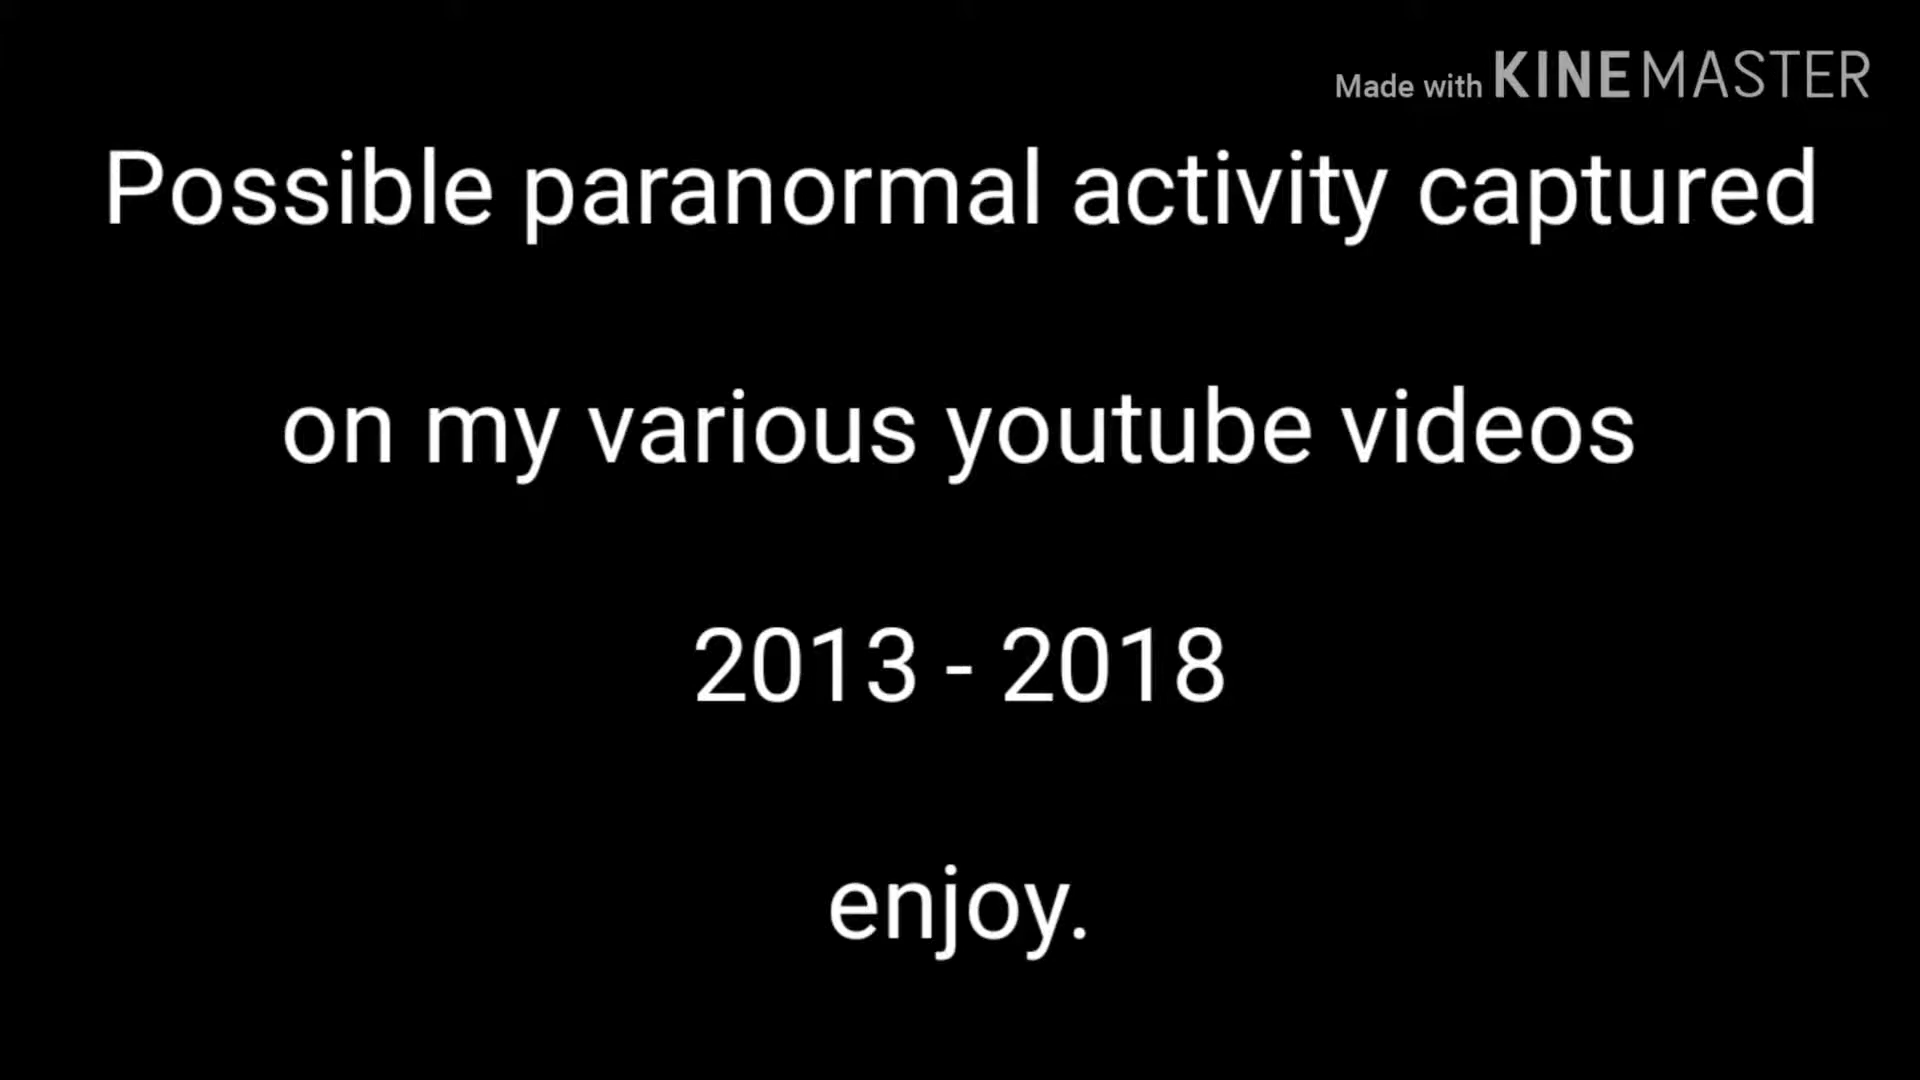 Made with KINEMASTER
Possible paranormal activity captured
on my various youtube videos
2013 - 2018
enjoy.